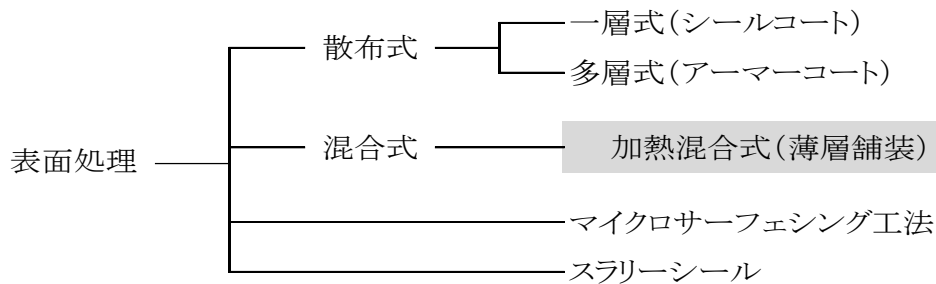 散布式
一層式(シールコート)
多層式(アーマーコート)
表面処理
混合式
加熱混合式(薄層舗装)
マイクロサーフェシング工法
スラリーシール